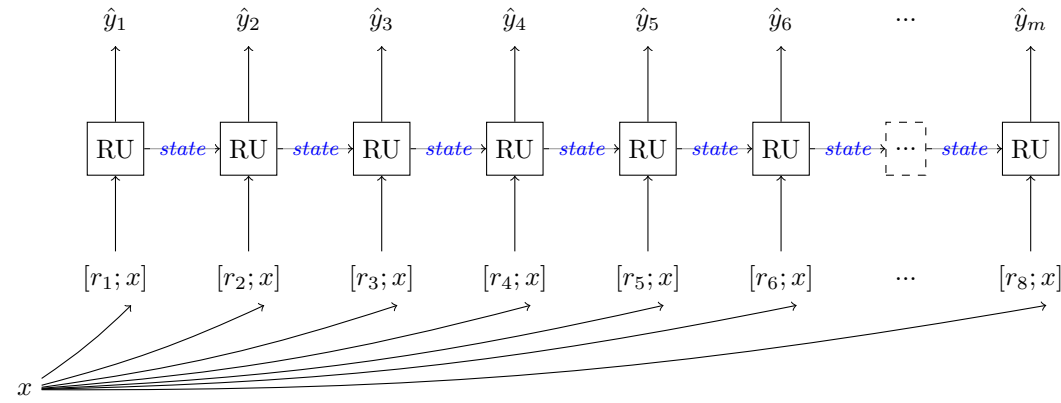 ŷ₁ ŷ₂ ŷ₃ ŷ₄ ŷ₅ ŷ₆ ... ŷₘ
RU state RU state RU state RU state RU state RU state ... state RU
[r₁; x] [r₂; x] [r₃; x] [r₄; x] [r₅; x] [r₆; x] ... [r₈; x]
x